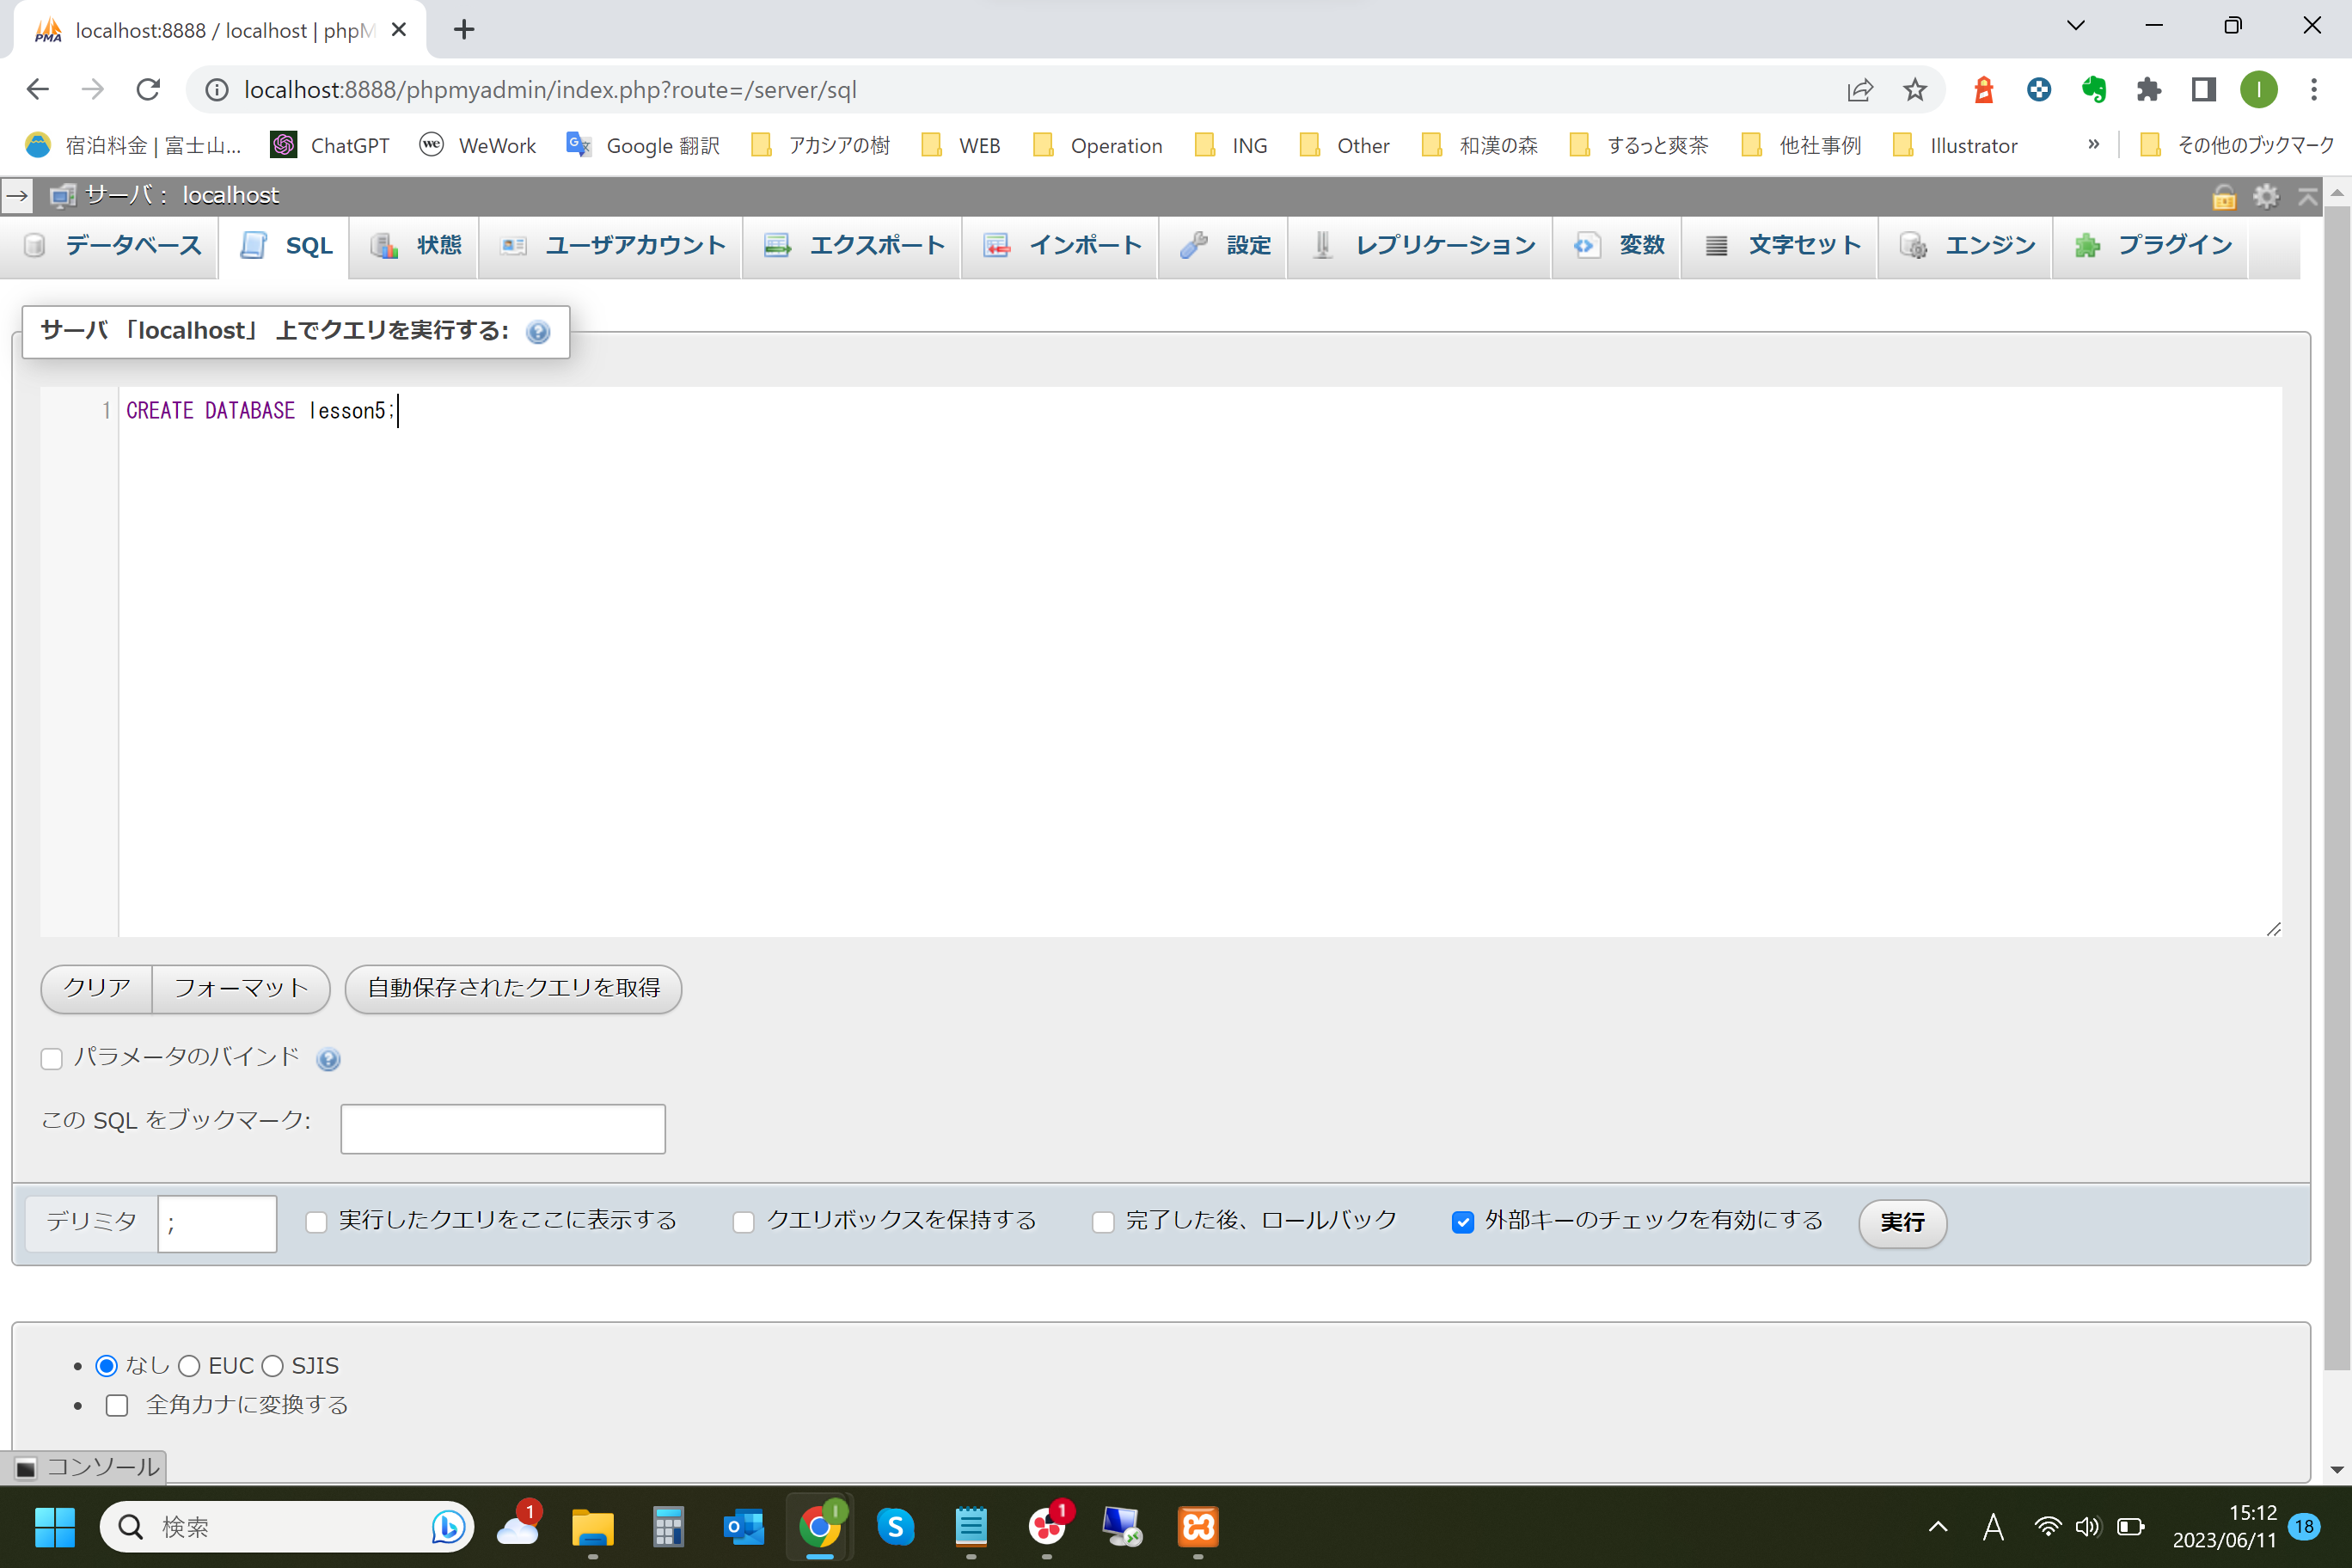 localhost:8888 / localhost | phpM
localhost:8888/phpmyadmin/index.php?route=/server/sql
I
宿泊料金 | 富士山... ChatGPT WeWork Google 翻訳 アカシアの樹 WEB Operation ING Other 和漢の森 するっと爽茶 他社事例 Illustrator » その他のブックマーク
サーバ : localhost
データベース SQL 状態 ユーザアカウント エクスポート インポート 設定 レプリケーション 変数 文字セット エンジン プラグイン
サーバ 「localhost」 上でクエリを実行する:
1 CREATE DATABASE lesson5;
クリア フォーマット 自動保存されたクエリを取得
パラメータのバインド
この SQL をブックマーク:
デリミタ ; 実行したクエリをここに表示する クエリボックスを保持する 完了した後、ロールバック 外部キーのチェックを有効にする 実行
なし EUC SJIS
全角カナに変換する
コンソール
検索 1 1 A 15:12 18
2023/06/11